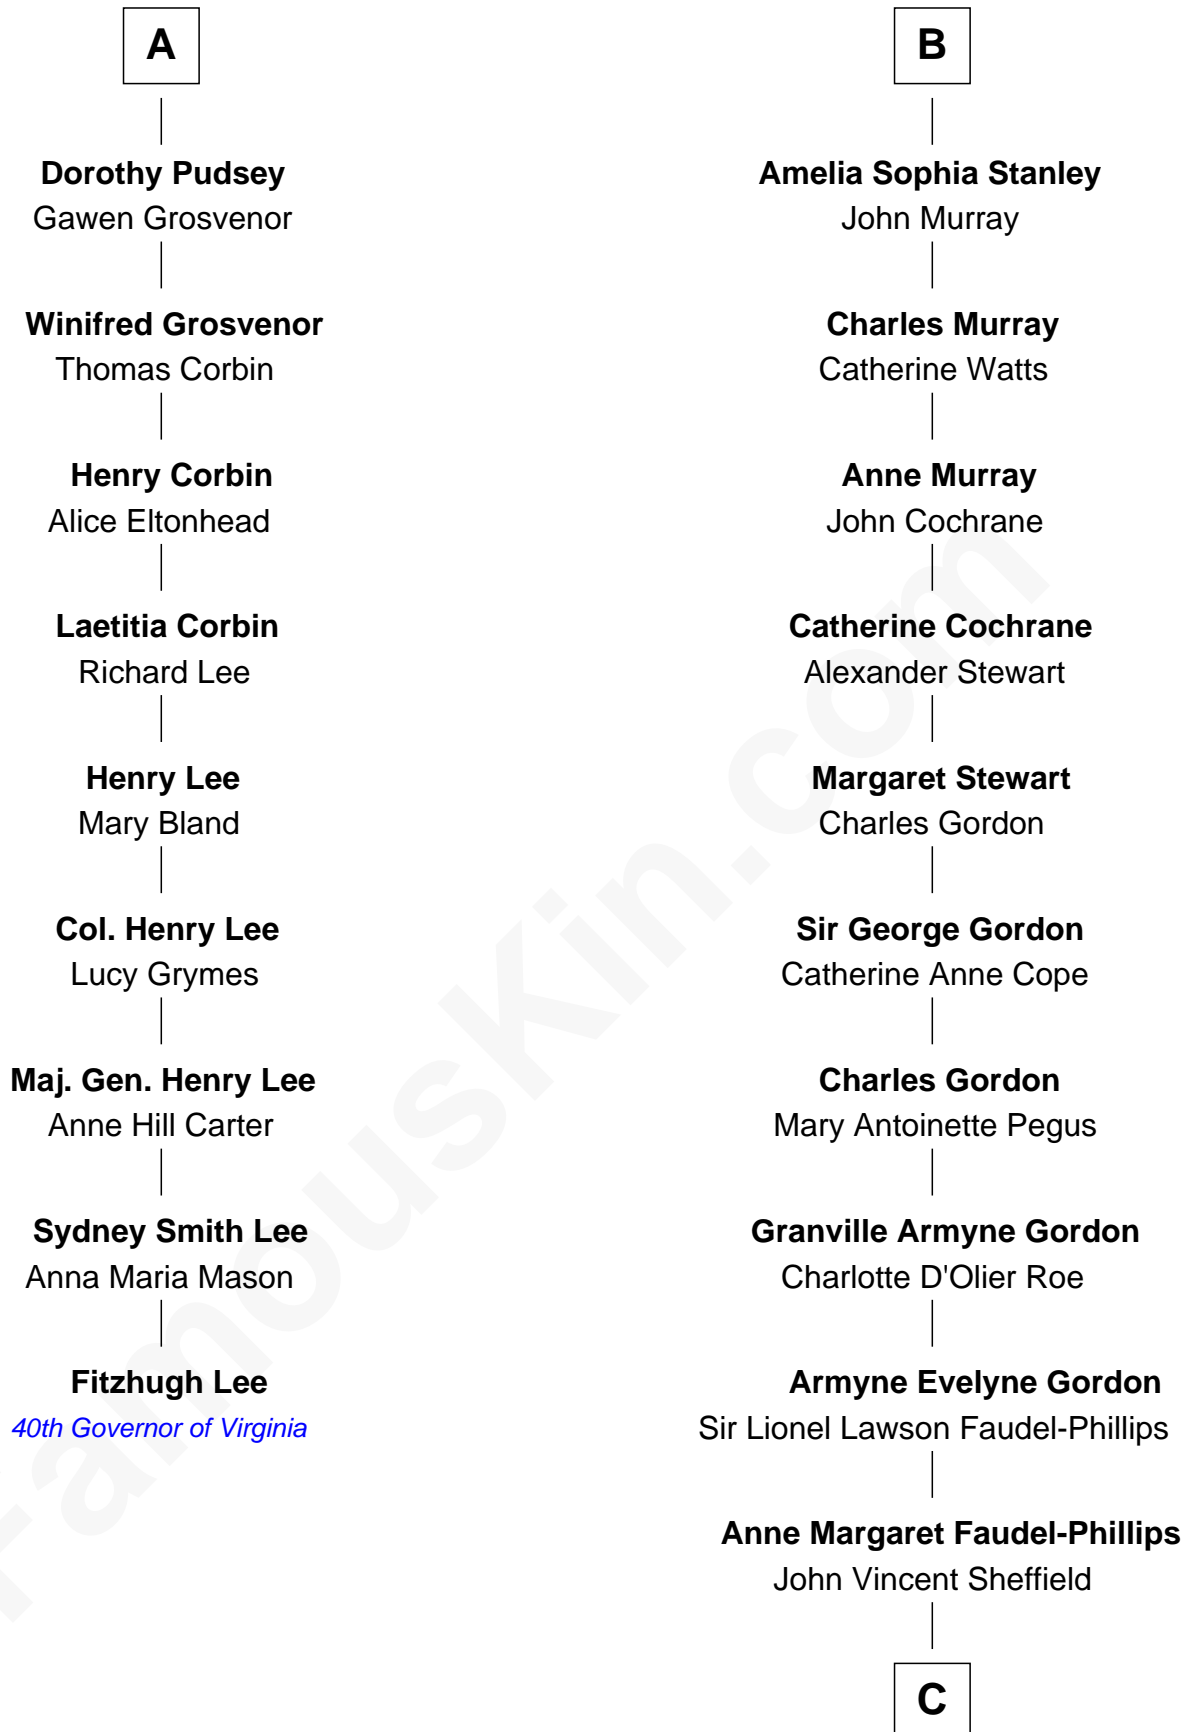 A
Dorothy Pudsey
Gawen Grosvenor
Winifred Grosvenor
Thomas Corbin
Henry Corbin
Alice Eltonhead
Laetitia Corbin
Richard Lee
Henry Lee
Mary Bland
Col. Henry Lee
Lucy Grymes
Maj. Gen. Henry Lee
Anne Hill Carter
Sydney Smith Lee
Anna Maria Mason
Fitzhugh Lee
40th Governor of Virginia
B
Amelia Sophia Stanley
John Murray
Charles Murray
Catherine Watts
Anne Murray
John Cochrane
Catherine Cochrane
Alexander Stewart
Margaret Stewart
Charles Gordon
Sir George Gordon
Catherine Anne Cope
Charles Gordon
Mary Antoinette Pegus
Granville Armyne Gordon
Charlotte D'Olier Roe
Armyne Evelyne Gordon
Sir Lionel Lawson Faudel-Phillips
Anne Margaret Faudel-Phillips
John Vincent Sheffield
C
FamousKin.com